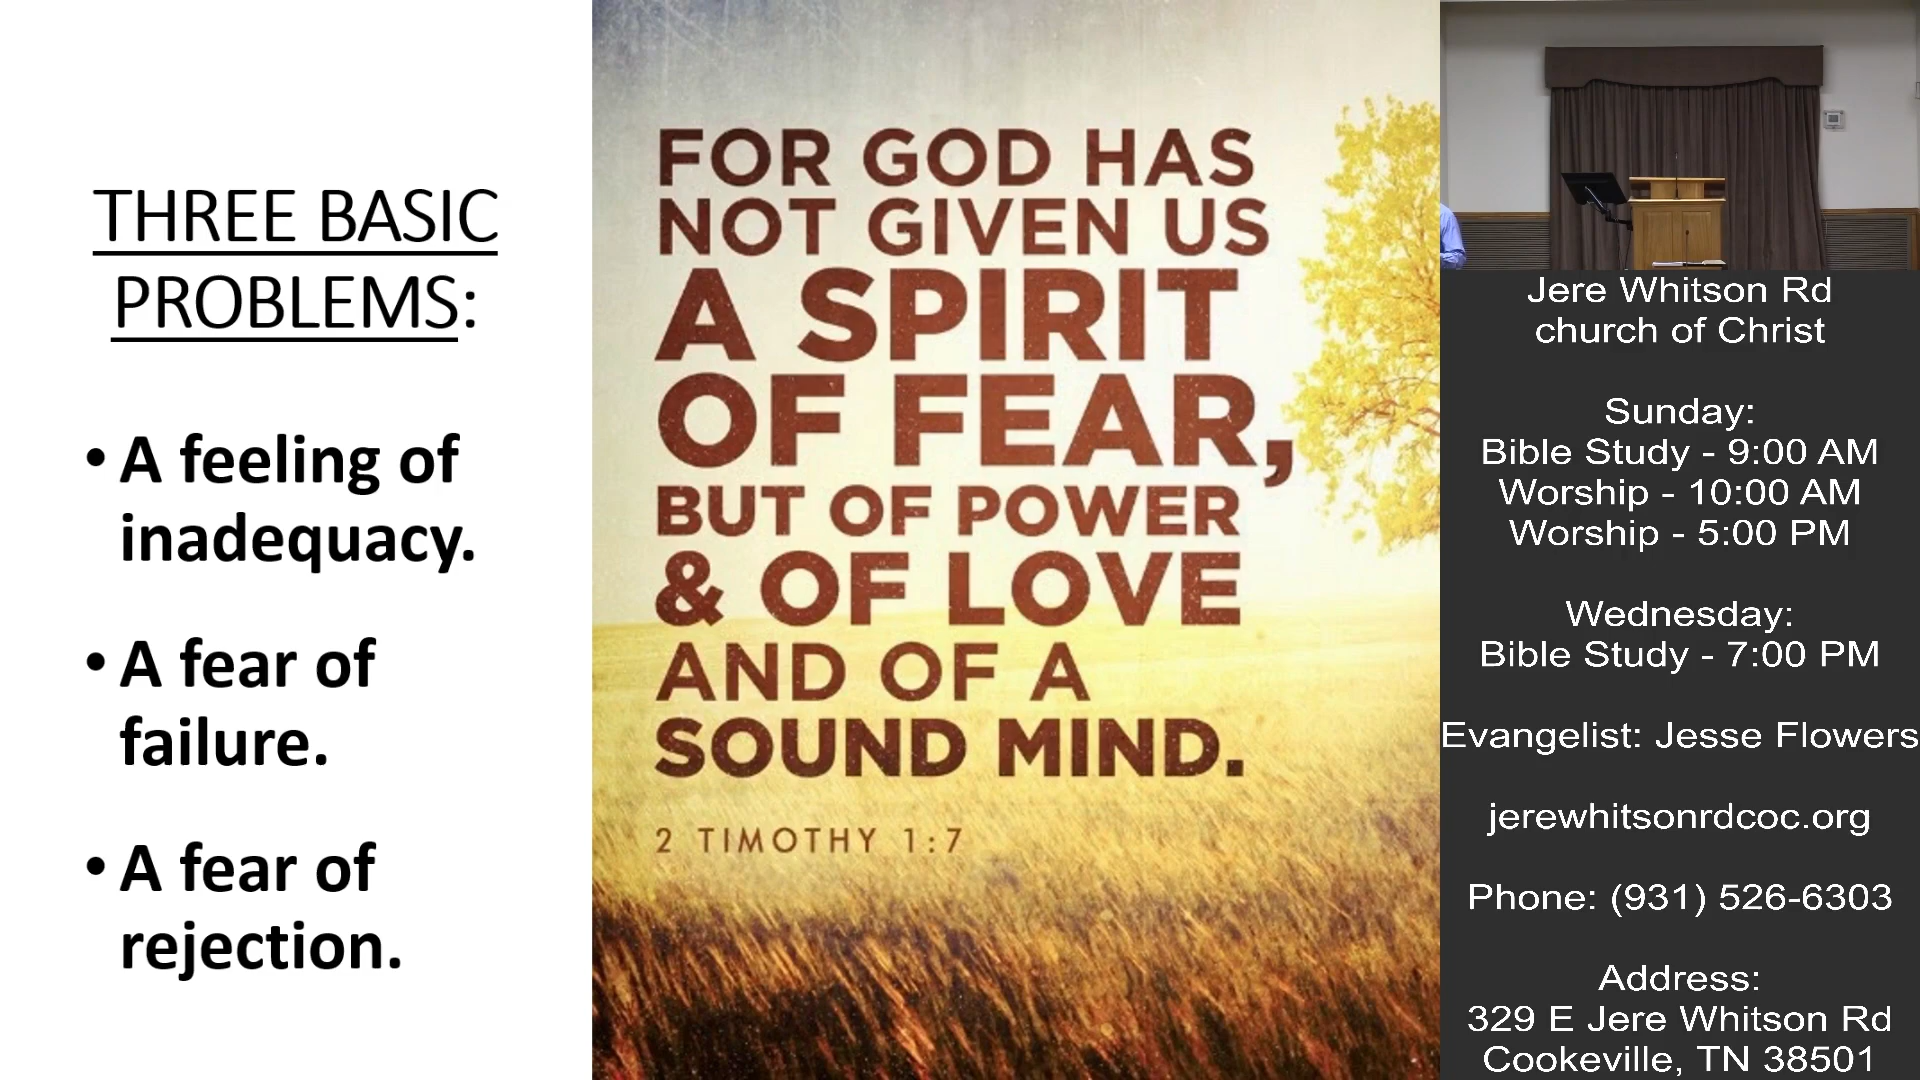 THREE BASIC
PROBLEMS:
• A feeling of
inadequacy.
• A fear of
failure.
• A fear of
rejection.
FOR GOD HAS
NOT GIVEN US
A SPIRIT
OF FEAR,
BUT OF POWER
& OF LOVE
AND OF A
SOUND MIND.
2 TIMOTHY 1:7
Jere Whitson Rd
church of Christ
Sunday:
Bible Study - 9:00 AM
Worship - 10:00 AM
Worship - 5:00 PM
Wednesday:
Bible Study - 7:00 PM
Evangelist: Jesse Flowers
jerewhitsonrdcoc.org
Phone: (931) 526-6303
Address:
329 E Jere Whitson Rd
Cookeville, TN 38501